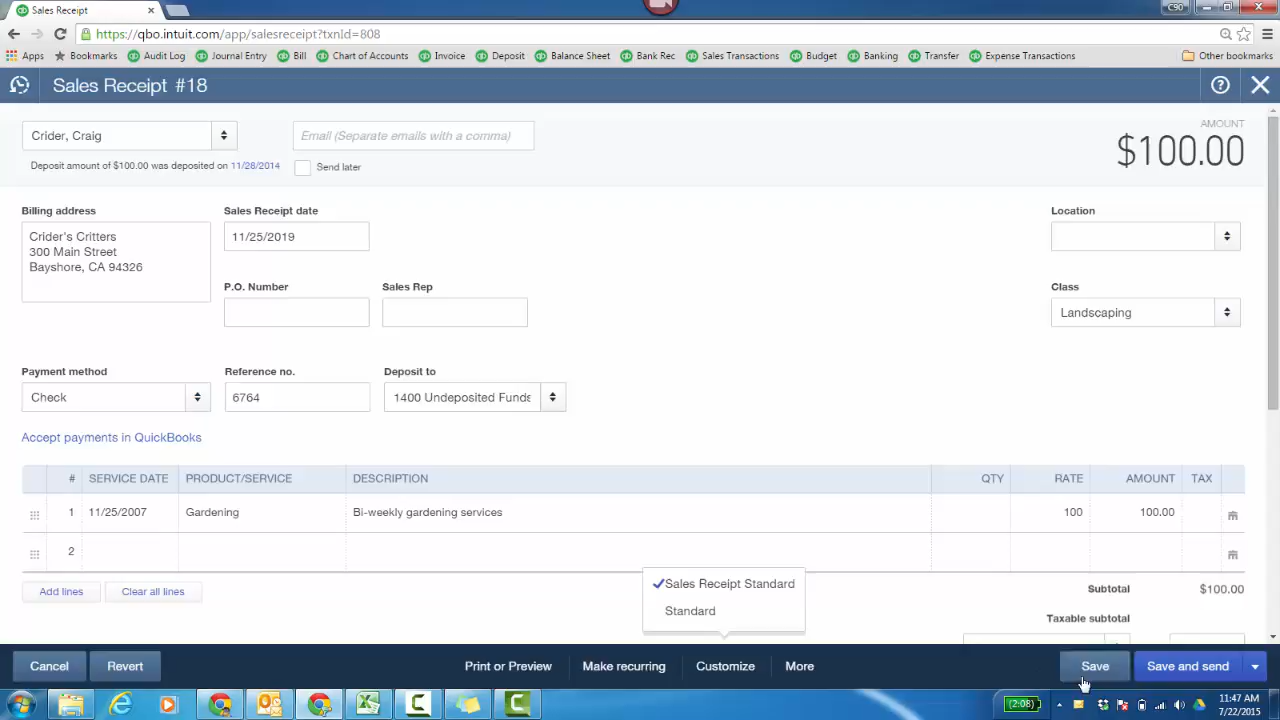 Sales Receipt
C90
https://qbo.intuit.com/app/salesreceipt?txnId=808
Apps Bookmarks Audit Log Journal Entry Bill Chart of Accounts Invoice Deposit Balance Sheet Bank Rec Sales Transactions Budget Banking Transfer Expense Transactions Other bookmarks
Sales Receipt #18
Crider, Craig
Email (Separate emails with a comma)
AMOUNT
$100.00
Deposit amount of $100.00 was deposited on 11/28/2014
Send later
Billing address
Sales Receipt date
Location
Crider's Critters
300 Main Street
Bayshore, CA 94326
11/25/2019
P.O. Number
Sales Rep
Class
Landscaping
Payment method
Reference no.
Deposit to
Check
6764
1400 Undeposited Funds
Accept payments in QuickBooks
# SERVICE DATE PRODUCT/SERVICE DESCRIPTION QTY RATE AMOUNT TAX
1 11/25/2007 Gardening Bi-weekly gardening services 100 100.00
2
Sales Receipt Standard
Standard
Add lines Clear all lines
Subtotal $100.00
Taxable subtotal
Cancel Revert Print or Preview Make recurring Customize More Save Save and send
(2:08)
11:47 AM
7/22/2015